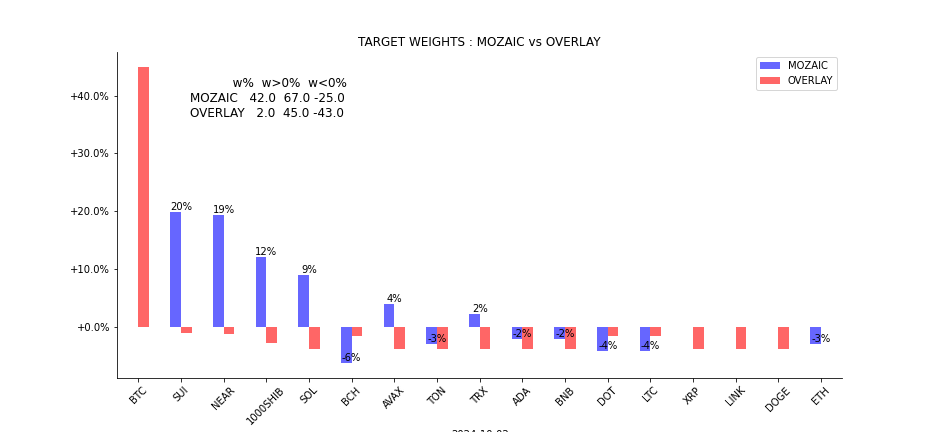 TARGET WEIGHTS : MOZAIC vs OVERLAY
MOZAIC
OVERLAY
w% w>0% w<0%
MOZAIC 42.0 67.0 -25.0
OVERLAY 2.0 45.0 -43.0
+40.0%
+30.0%
+20.0%
+10.0%
+0.0%
20%
19%
12%
9%
-6%
4%
-3%
2%
-2%
-2%
-4%
-4%
-3%
BTC
SUI
NEAR
1000SHIB
SOL
BCH
AVAX
TON
TRX
ADA
BNB
DOT
LTC
XRP
LINK
DOGE
ETH